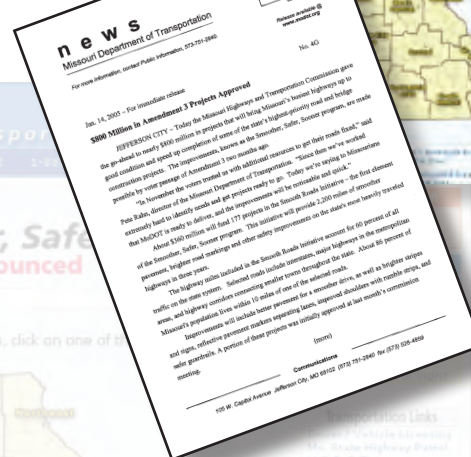 news
Missouri Department of Transportation
For more information, contact Public Information, 573-751-2840
Release available @
www.modot.org
No. 4G
Jan. 14, 2005 – For immediate release
$800 Million in Amendment 3 Projects Approved
JEFFERSON CITY – Today the Missouri Highways and Transportation Commission gave
the go-ahead to nearly $800 million in projects that will bring Missouri's busiest highways up to
good condition and speed up completion of some of the state's highest-priority road and bridge
construction projects. The improvements, known as the Smoother, Safer, Sooner program, are made
possible by voter passage of Amendment 3 two months ago.
"In November the voters trusted us with additional resources to get their roads fixed," said
Pete Rahn, director of the Missouri Department of Transportation. "Since then we've worked
extremely hard to identify needs and get projects ready to go. Today we're saying to Missourians
that MoDOT is ready to deliver, and the improvements will be noticeable and quick."
About $360 million will fund 177 projects in the Smooth Roads Initiative – the first element
of the Smoother, Safer, Sooner program. This initiative will provide 2,200 miles of smoother
pavement, brighter road markings and other safety improvements on the state's most heavily traveled
highways in three years.
The highway miles included in the Smooth Roads Initiative account for 60 percent of all
traffic on the state system. Selected roads include interstates, major highways in the metropolitan
areas, and highway corridors connecting smaller towns throughout the state. About 86 percent of
Missouri's population lives within 10 miles of one of the selected roads.
Improvements will include better pavement for a smoother drive, as well as brighter stripes
and signs, reflective pavement markers separating lanes, improved shoulders with rumble strips, and
safer guardrails. A portion of these projects was initially approved at last month's commission
meeting.
(more)
Communications
105 W. Capitol Avenue Jefferson City, MO 65102 (573) 751-2840 fax (573) 526-4809
, Safe
ounced
, click on one of th
Northeast
Transportation Links
Mo. State Highway Patrol